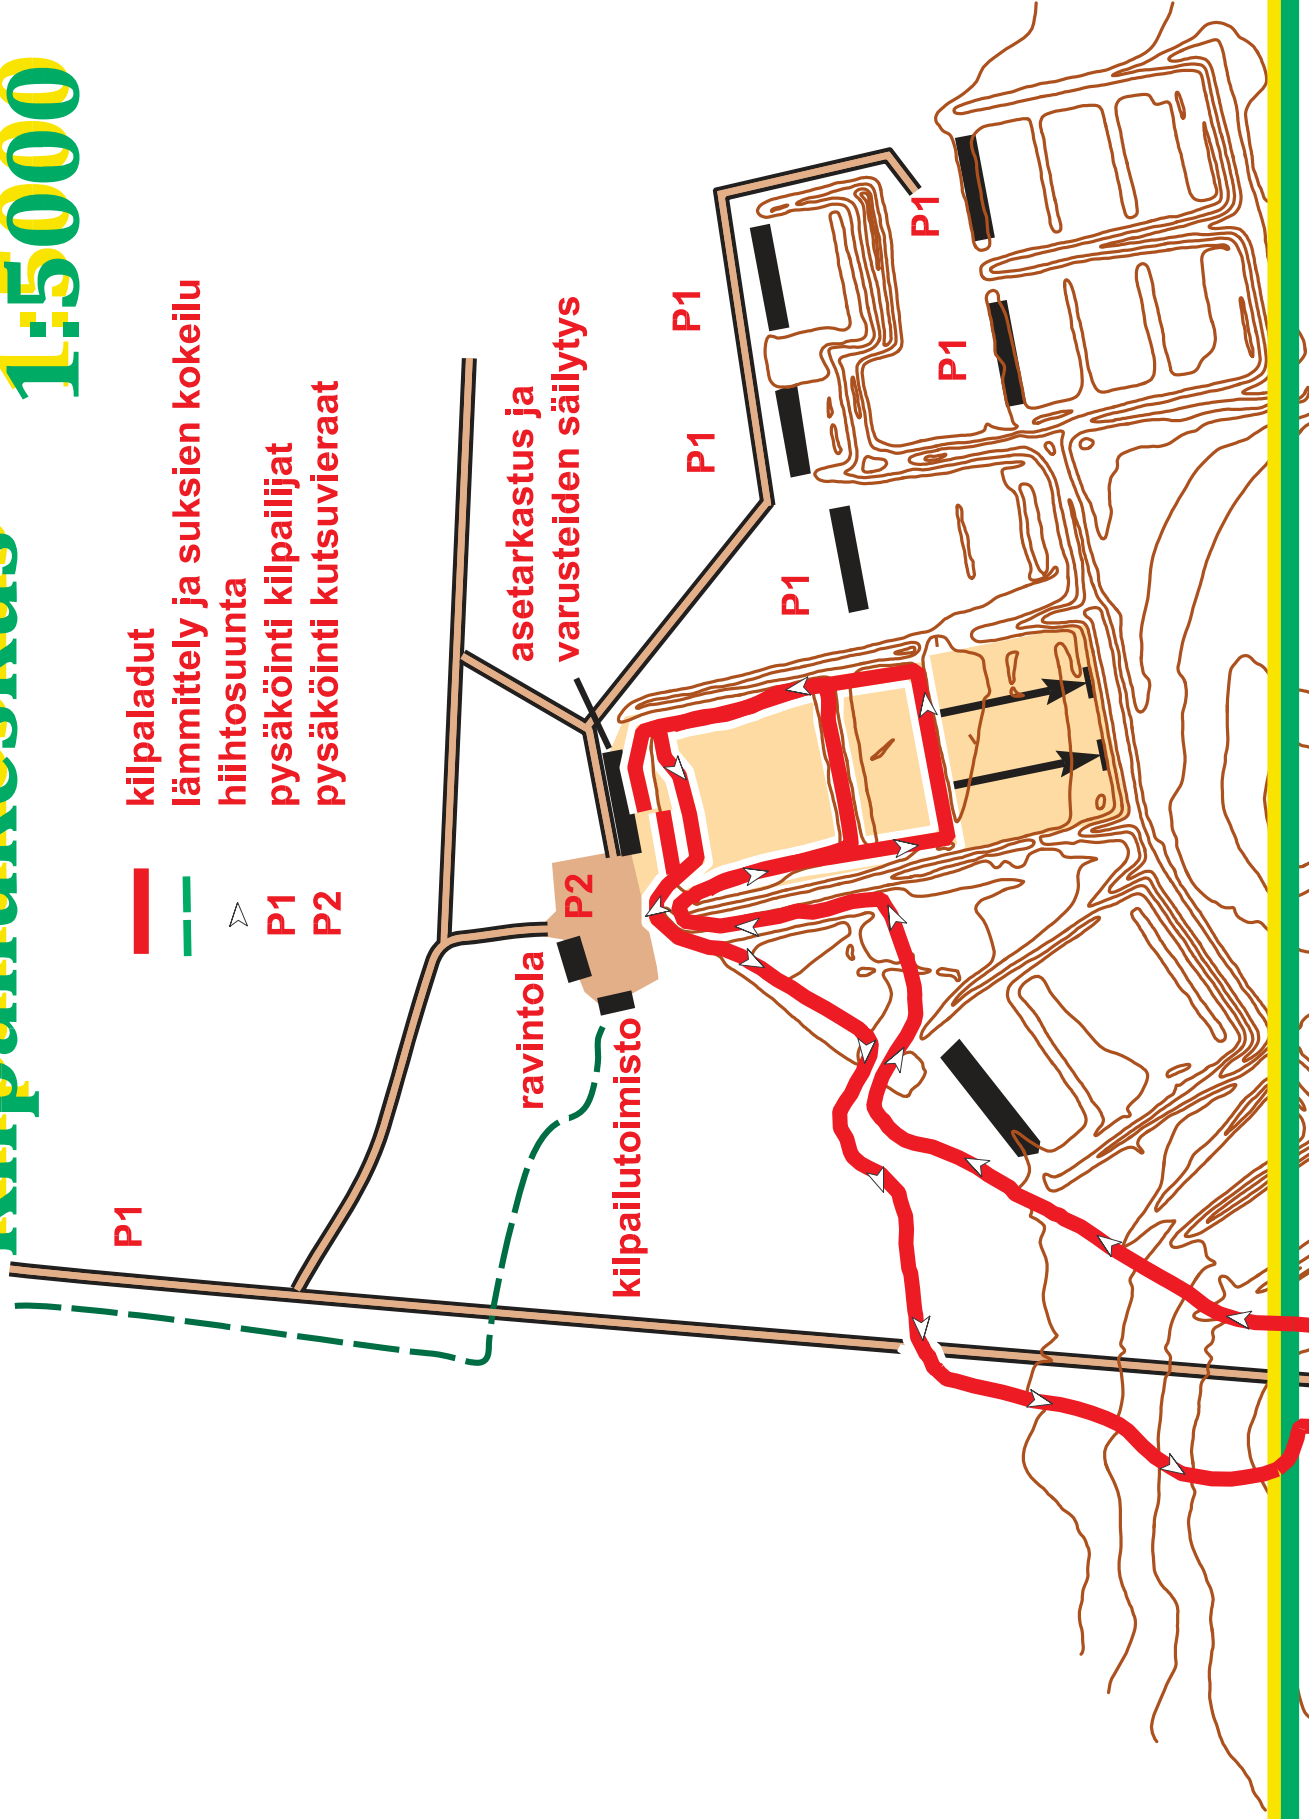 1:5000
kilpaladut
lämmittely ja suksien kokeilu
hiihtosuunta
P1 pysäköinti kilpailijat
P2 pysäköinti kutsuvieraat
P1
asetarkastus ja
varusteiden säilytys
ravintola
P2
kilpailutoimisto
P1
P1
P1
P1
P1